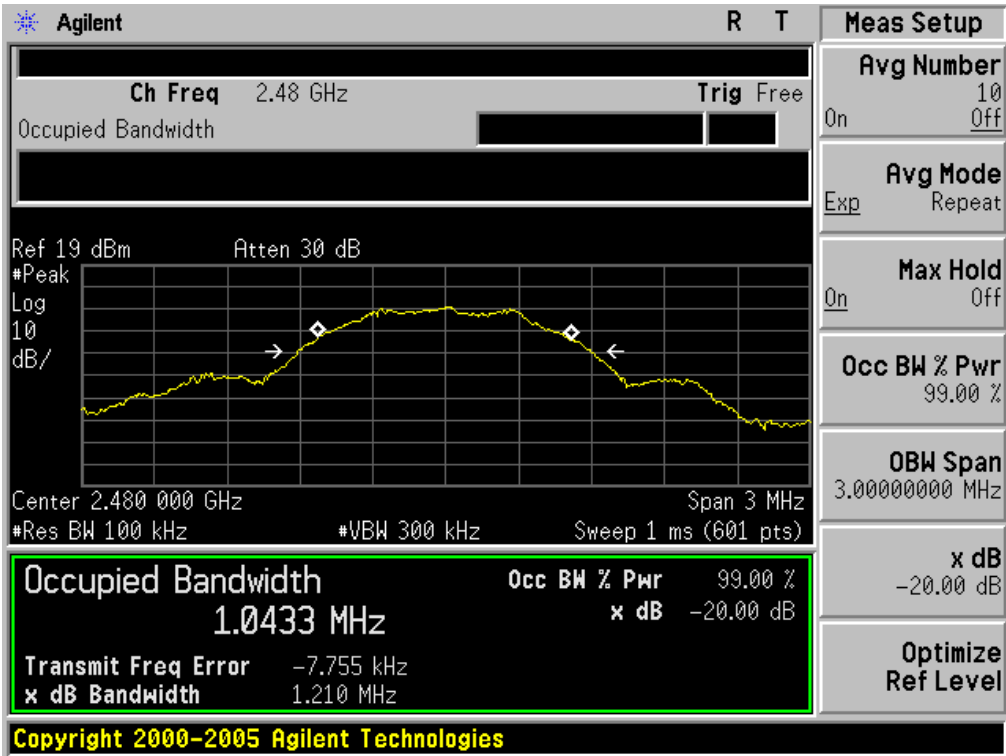 Agilent R T
Ch Freq 2.48 GHz Trig Free
Occupied Bandwidth
Ref 19 dBm Atten 30 dB
#Peak
Log
10
dB/
Center 2.480 000 GHz Span 3 MHz
#Res BW 100 kHz #VBW 300 kHz Sweep 1 ms (601 pts)
Occupied Bandwidth
1.0433 MHz
Occ BW % Pwr 99.00 %
x dB -20.00 dB
Transmit Freq Error -7.755 kHz
x dB Bandwidth 1.210 MHz
Copyright 2000-2005 Agilent Technologies
Meas Setup
Avg Number
10
On Off
Avg Mode
Exp Repeat
Max Hold
On Off
Occ BW % Pwr
99.00 %
OBW Span
3.00000000 MHz
x dB
-20.00 dB
Optimize
Ref Level